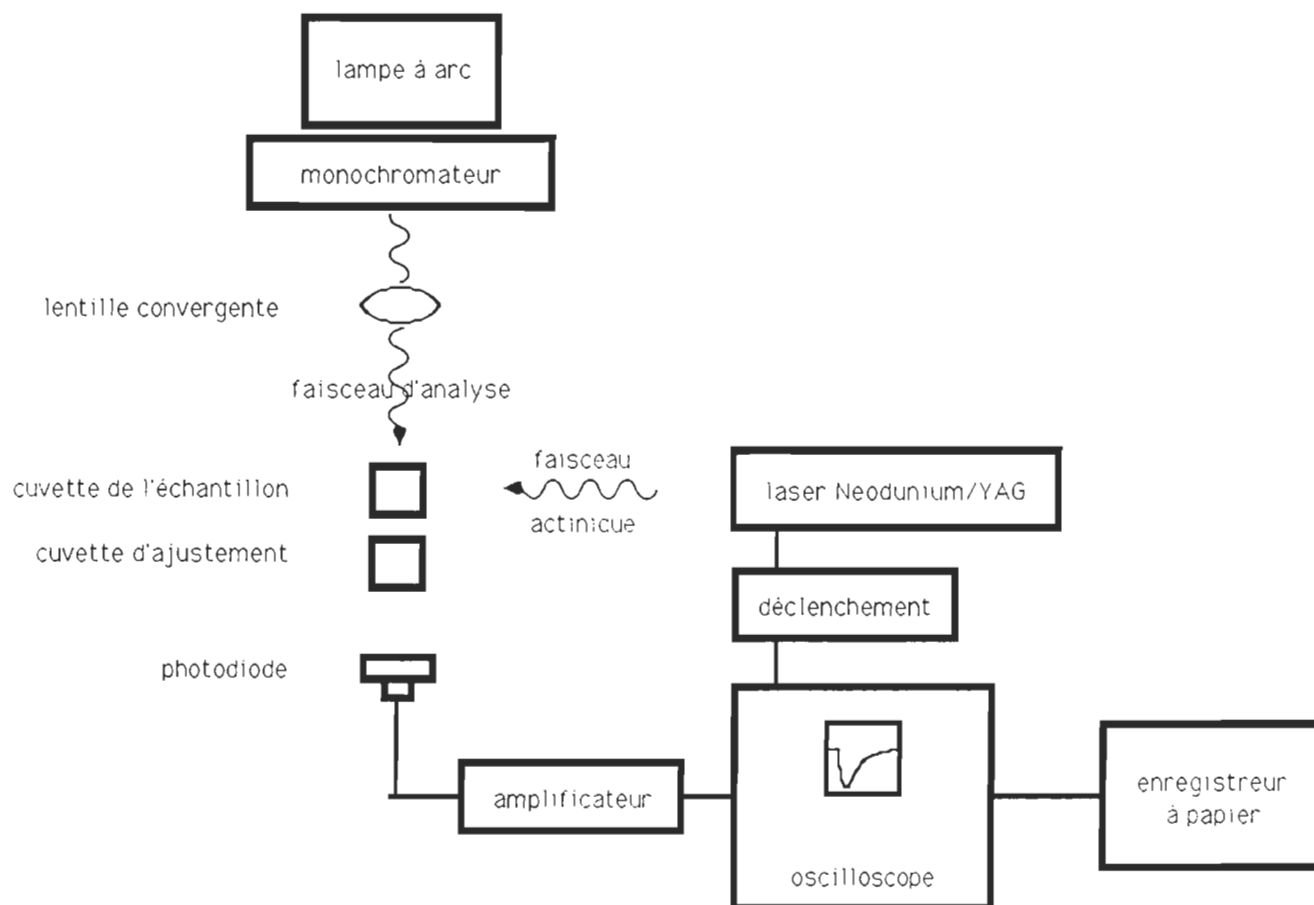 lampe à arc
monochromateur
lentille convergente
faisceau d'analyse
cuvette de l'échantillon
faisceau
actinicue
laser Neodunium/YAG
cuvette d'ajustement
déclenchement
photodiode
amplificateur
oscilloscope
enregistreur
à papier